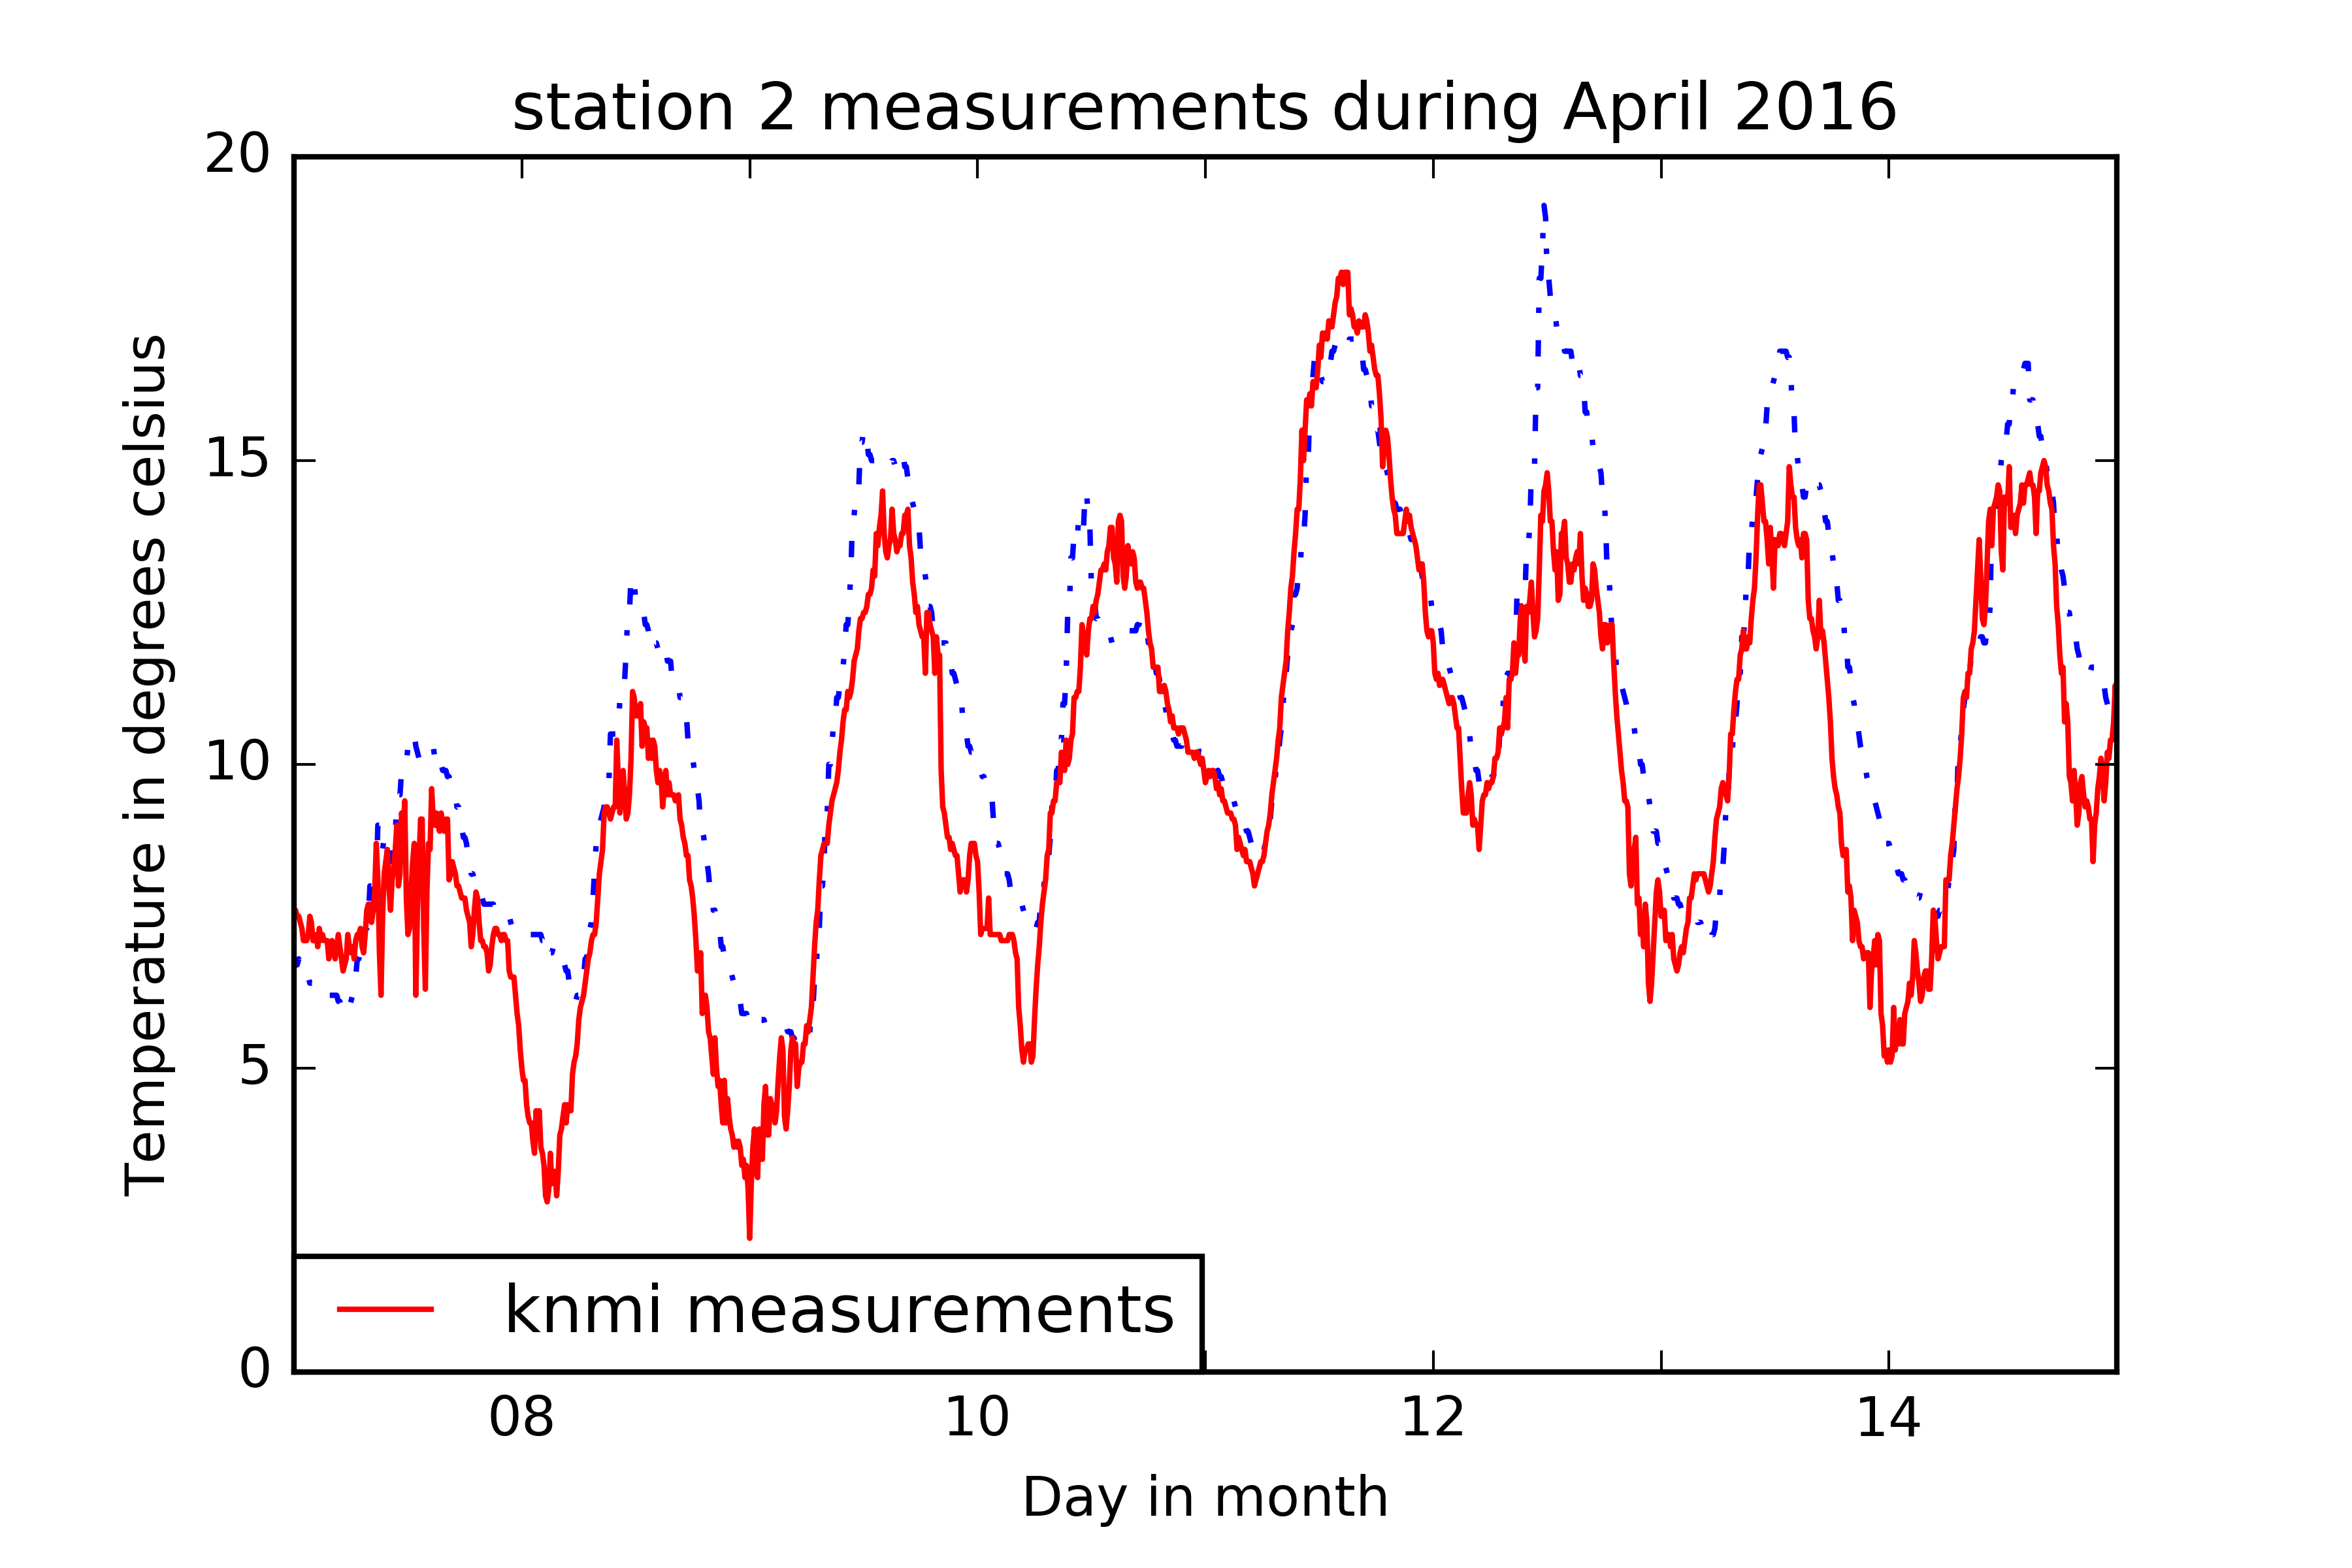 station 2 measurements during April 2016
20
15
10
5
0
Temperature in degrees celsius
knmi measurements
08 10 12 14
Day in month